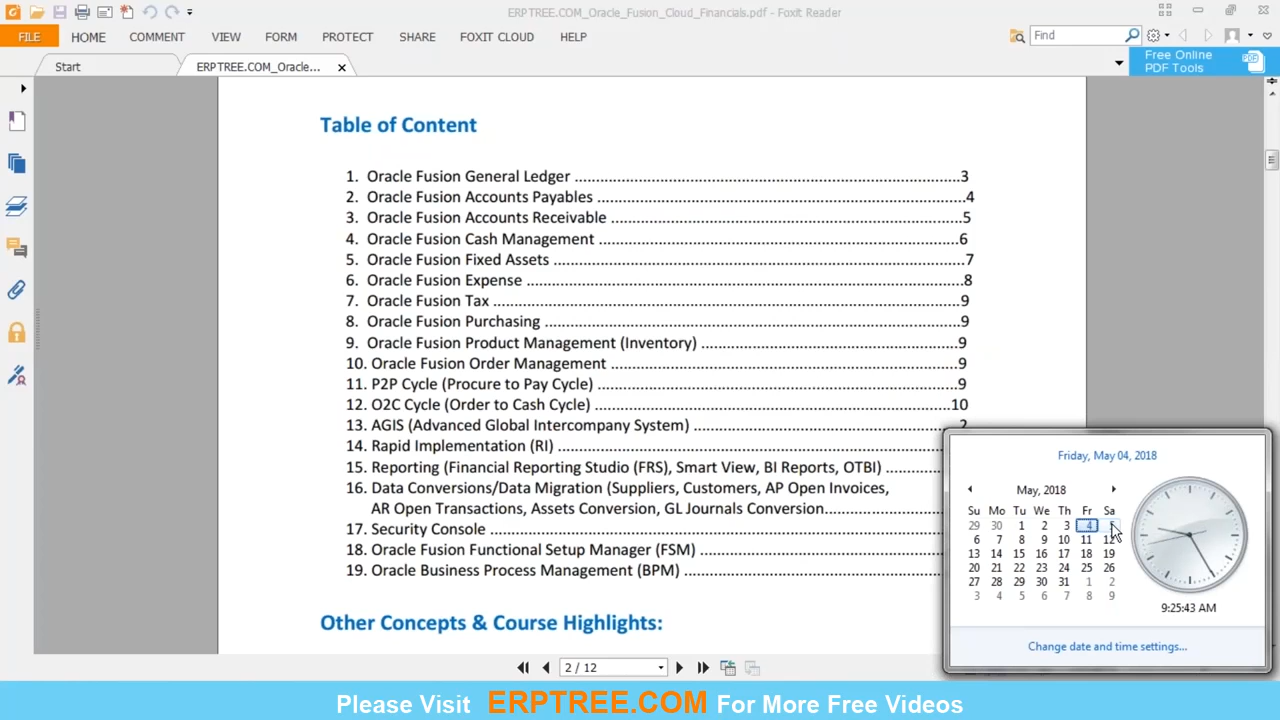 ERPTREE.COM_Oracle_Fusion_Cloud_Financials.pdf - Foxit Reader
FILE HOME COMMENT VIEW FORM PROTECT SHARE FOXIT CLOUD HELP
Find
Start
ERPTREE.COM_Oracle...
Free Online
PDF Tools
Table of Content
1. Oracle Fusion General Ledger ........................................................................................3
2. Oracle Fusion Accounts Payables ....................................................................................4
3. Oracle Fusion Accounts Receivable .................................................................................5
4. Oracle Fusion Cash Management ...................................................................................6
5. Oracle Fusion Fixed Assets .............................................................................................7
6. Oracle Fusion Expense ...................................................................................................8
7. Oracle Fusion Tax ..........................................................................................................9
8. Oracle Fusion Purchasing ...............................................................................................9
9. Oracle Fusion Product Management (Inventory) ............................................................9
10. Oracle Fusion Order Management ................................................................................9
11. P2P Cycle (Procure to Pay Cycle) ..................................................................................9
12. O2C Cycle (Order to Cash Cycle) .................................................................................10
13. AGIS (Advanced Global Intercompany System) .............................................................2
14. Rapid Implementation (RI) ........................................................................................
15. Reporting (Financial Reporting Studio (FRS), Smart View, BI Reports, OTBI) ............
16. Data Conversions/Data Migration (Suppliers, Customers, AP Open Invoices,
AR Open Transactions, Assets Conversion, GL Journals Conversion..........................
17. Security Console ........................................................................................................
18. Oracle Fusion Functional Setup Manager (FSM) ........................................................
19. Oracle Business Process Management (BPM) ...........................................................
Other Concepts & Course Highlights:
Friday, May 04, 2018
May, 2018
Su Mo Tu We Th Fr Sa
29 30 1 2 3 4 5
6 7 8 9 10 11 12
13 14 15 16 17 18 19
20 21 22 23 24 25 26
27 28 29 30 31 1 2
3 4 5 6 7 8 9
9:25:43 AM
Change date and time settings...
2 / 12
Please Visit ERPTREE.COM For More Free Videos